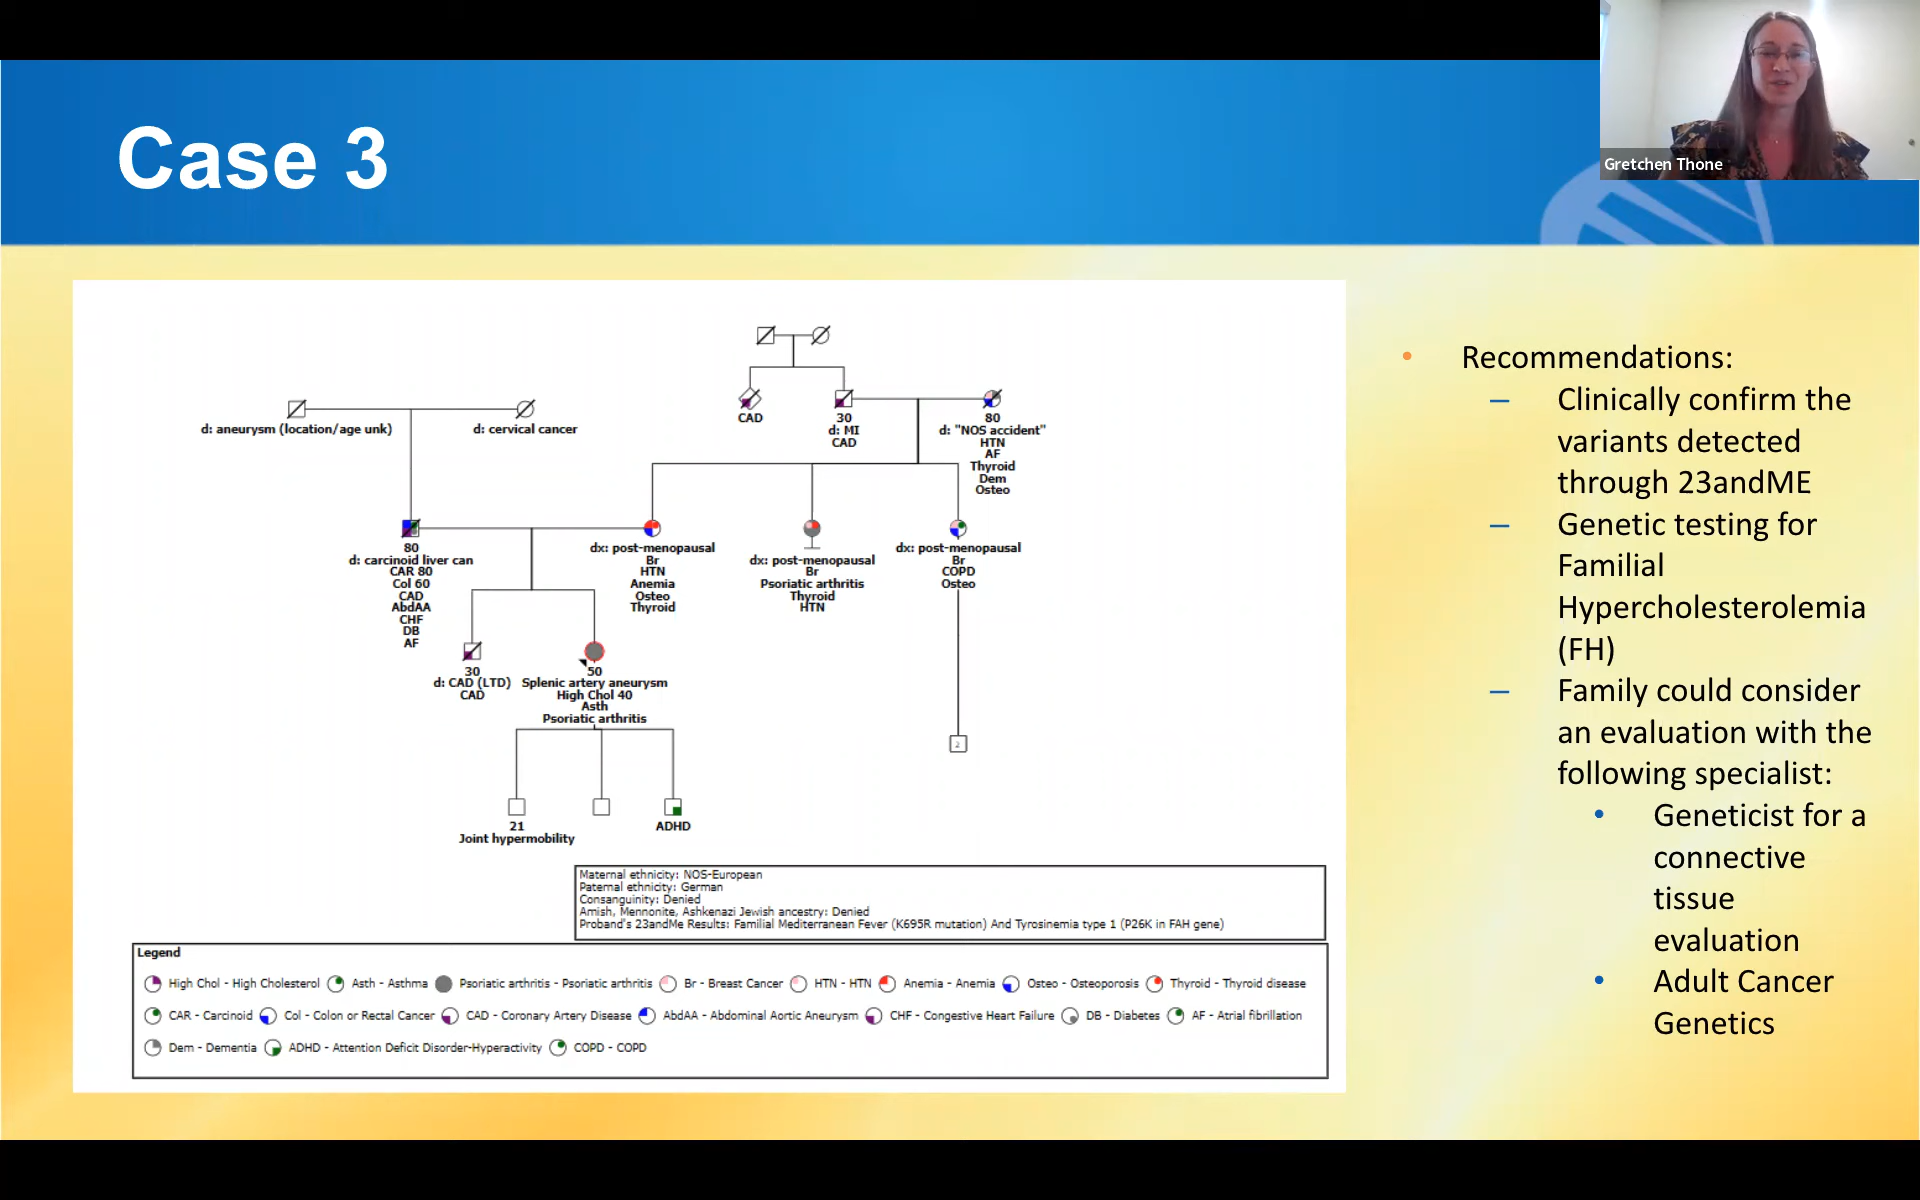 Case 3
Gretchen Thone
CAD
30
d: MI
CAD
80
d: "NOS accident"
HTN
AF
Thyroid
Dem
Osteo
d: aneurysm (location/age unk)
d: cervical cancer
80
d: carcinoid liver can
CAR 80
Col 60
CAD
AbdAA
CHF
DB
AF
dx: post-menopausal
Br
HTN
Anemia
Osteo
Thyroid
dx: post-menopausal
Br
Psoriatic arthritis
Thyroid
HTN
dx: post-menopausal
Br
COPD
Osteo
30
d: CAD (LTD)
CAD
50
Splenic artery aneurysm
High Chol 40
Asth
Psoriatic arthritis
2
21
Joint hypermobility
ADHD
Maternal ethnicity: NOS-European
Paternal ethnicity: German
Consanguinity: Denied
Amish, Mennonite, Ashkenazi Jewish ancestry: Denied
Proband's 23andMe Results: Familial Mediterranean Fever (K695R mutation) And Tyrosinemia type 1 (P26K in FAH gene)
Legend
High Chol - High Cholesterol Asth - Asthma Psoriatic arthritis - Psoriatic arthritis Br - Breast Cancer HTN - HTN Anemia - Anemia Osteo - Osteoporosis Thyroid - Thyroid disease
CAR - Carcinoid Col - Colon or Rectal Cancer CAD - Coronary Artery Disease AbdAA - Abdominal Aortic Aneurysm CHF - Congestive Heart Failure DB - Diabetes AF - Atrial fibrillation
Dem - Dementia ADHD - Attention Deficit Disorder-Hyperactivity COPD - COPD
• Recommendations:
– Clinically confirm the
variants detected
through 23andME
– Genetic testing for
Familial
Hypercholesterolemia
(FH)
– Family could consider
an evaluation with the
following specialist:
• Geneticist for a
connective
tissue
evaluation
• Adult Cancer
Genetics